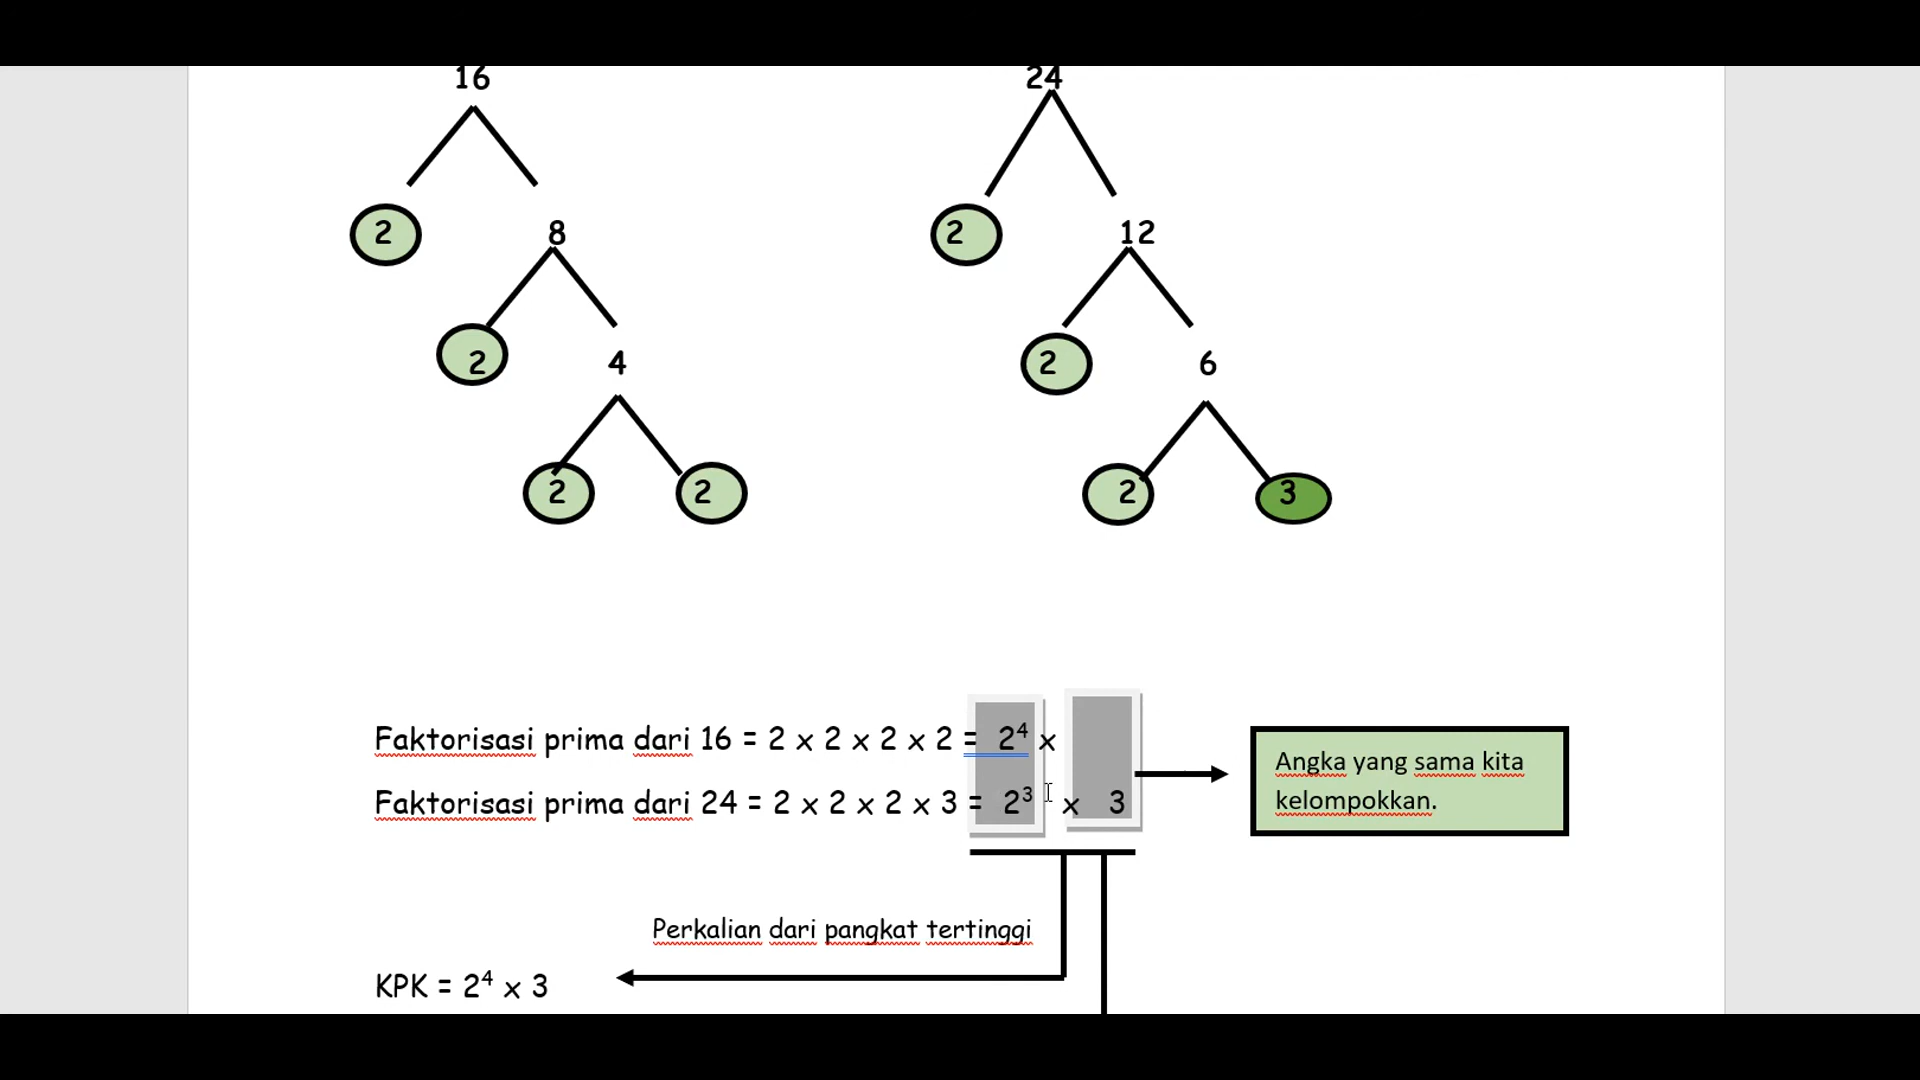 16 24
2 8 2 12
2 4 2 6
2 2 2 3
Faktorisasi prima dari 16 = 2 x 2 x 2 x 2 = 2⁴ x
Faktorisasi prima dari 24 = 2 x 2 x 2 x 3 = 2³ x 3
Angka yang sama kita
kelompokkan.
Perkalian dari pangkat tertinggi
KPK = 2⁴ x 3